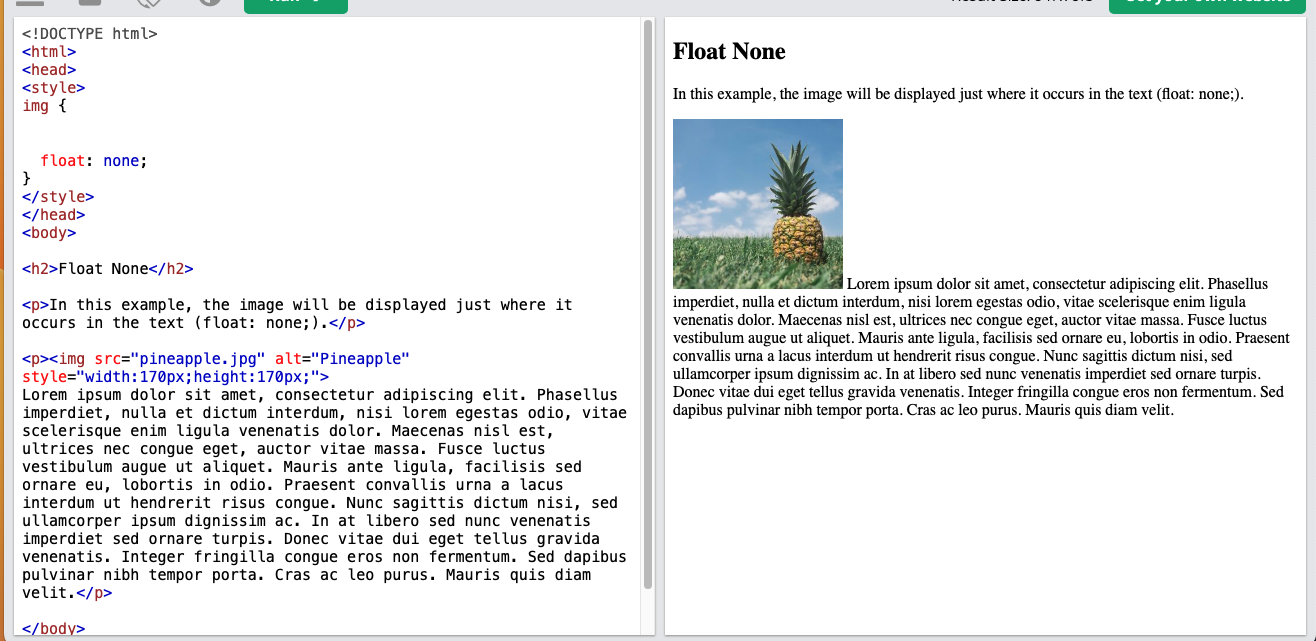 <!DOCTYPE html>
<html>
<head>
<style>
img {
float: none;
}
</style>
</head>
<body>
<h2>Float None</h2>
<p>In this example, the image will be displayed just where it
occurs in the text (float: none;).</p>
<p><img src="pineapple.jpg" alt="Pineapple"
style="width:170px;height:170px;">
Lorem ipsum dolor sit amet, consectetur adipiscing elit. Phasellus
imperdiet, nulla et dictum interdum, nisi lorem egestas odio, vitae
scelerisque enim ligula venenatis dolor. Maecenas nisl est,
ultrices nec congue eget, auctor vitae massa. Fusce luctus
vestibulum augue ut aliquet. Mauris ante ligula, facilisis sed
ornare eu, lobortis in odio. Praesent convallis urna a lacus
interdum ut hendrerit risus congue. Nunc sagittis dictum nisi, sed
ullamcorper ipsum dignissim ac. In at libero sed nunc venenatis
imperdiet sed ornare turpis. Donec vitae dui eget tellus gravida
venenatis. Integer fringilla congue eros non fermentum. Sed dapibus
pulvinar nibh tempor porta. Cras ac leo purus. Mauris quis diam
velit.</p>
</body>
Float None
In this example, the image will be displayed just where it occurs in the text (float: none;).
Lorem ipsum dolor sit amet, consectetur adipiscing elit. Phasellus
imperdiet, nulla et dictum interdum, nisi lorem egestas odio, vitae scelerisque enim ligula
venenatis dolor. Maecenas nisl est, ultrices nec congue eget, auctor vitae massa. Fusce luctus
vestibulum augue ut aliquet. Mauris ante ligula, facilisis sed ornare eu, lobortis in odio. Praesent
convallis urna a lacus interdum ut hendrerit risus congue. Nunc sagittis dictum nisi, sed
ullamcorper ipsum dignissim ac. In at libero sed nunc venenatis imperdiet sed ornare turpis.
Donec vitae dui eget tellus gravida venenatis. Integer fringilla congue eros non fermentum. Sed
dapibus pulvinar nibh tempor porta. Cras ac leo purus. Mauris quis diam velit.